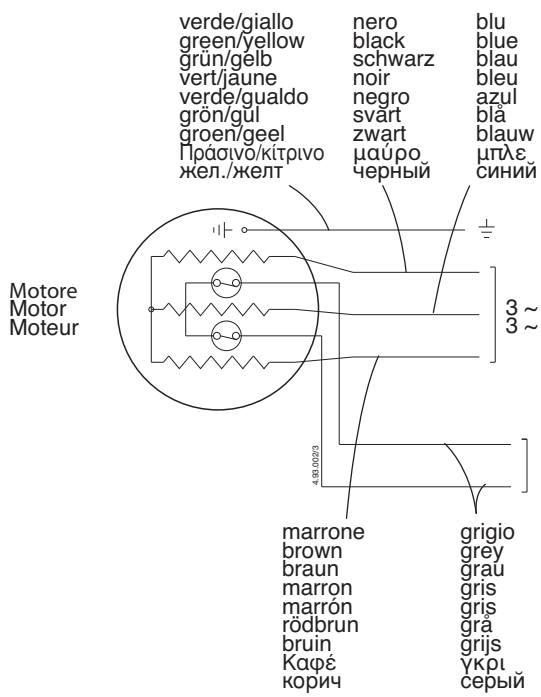 verde/giallo
green/yellow
grün/gelb
vert/jaune
verde/gualdo
grön/gul
groen/geel
Πράσινο/κίτρινο
жел./желт
nero
black
schwarz
noir
negro
svart
zwart
μαύρο
черный
blu
blue
blau
bleu
azul
blå
blauw
μπλε
синий
Motore
Motor
Moteur
3 ~
3 ~
4.93.002/3
marrone
brown
braun
marron
marrón
rödbrun
bruin
Καφέ
корич
grigio
grey
grau
gris
gris
grå
grijs
γκρι
серый